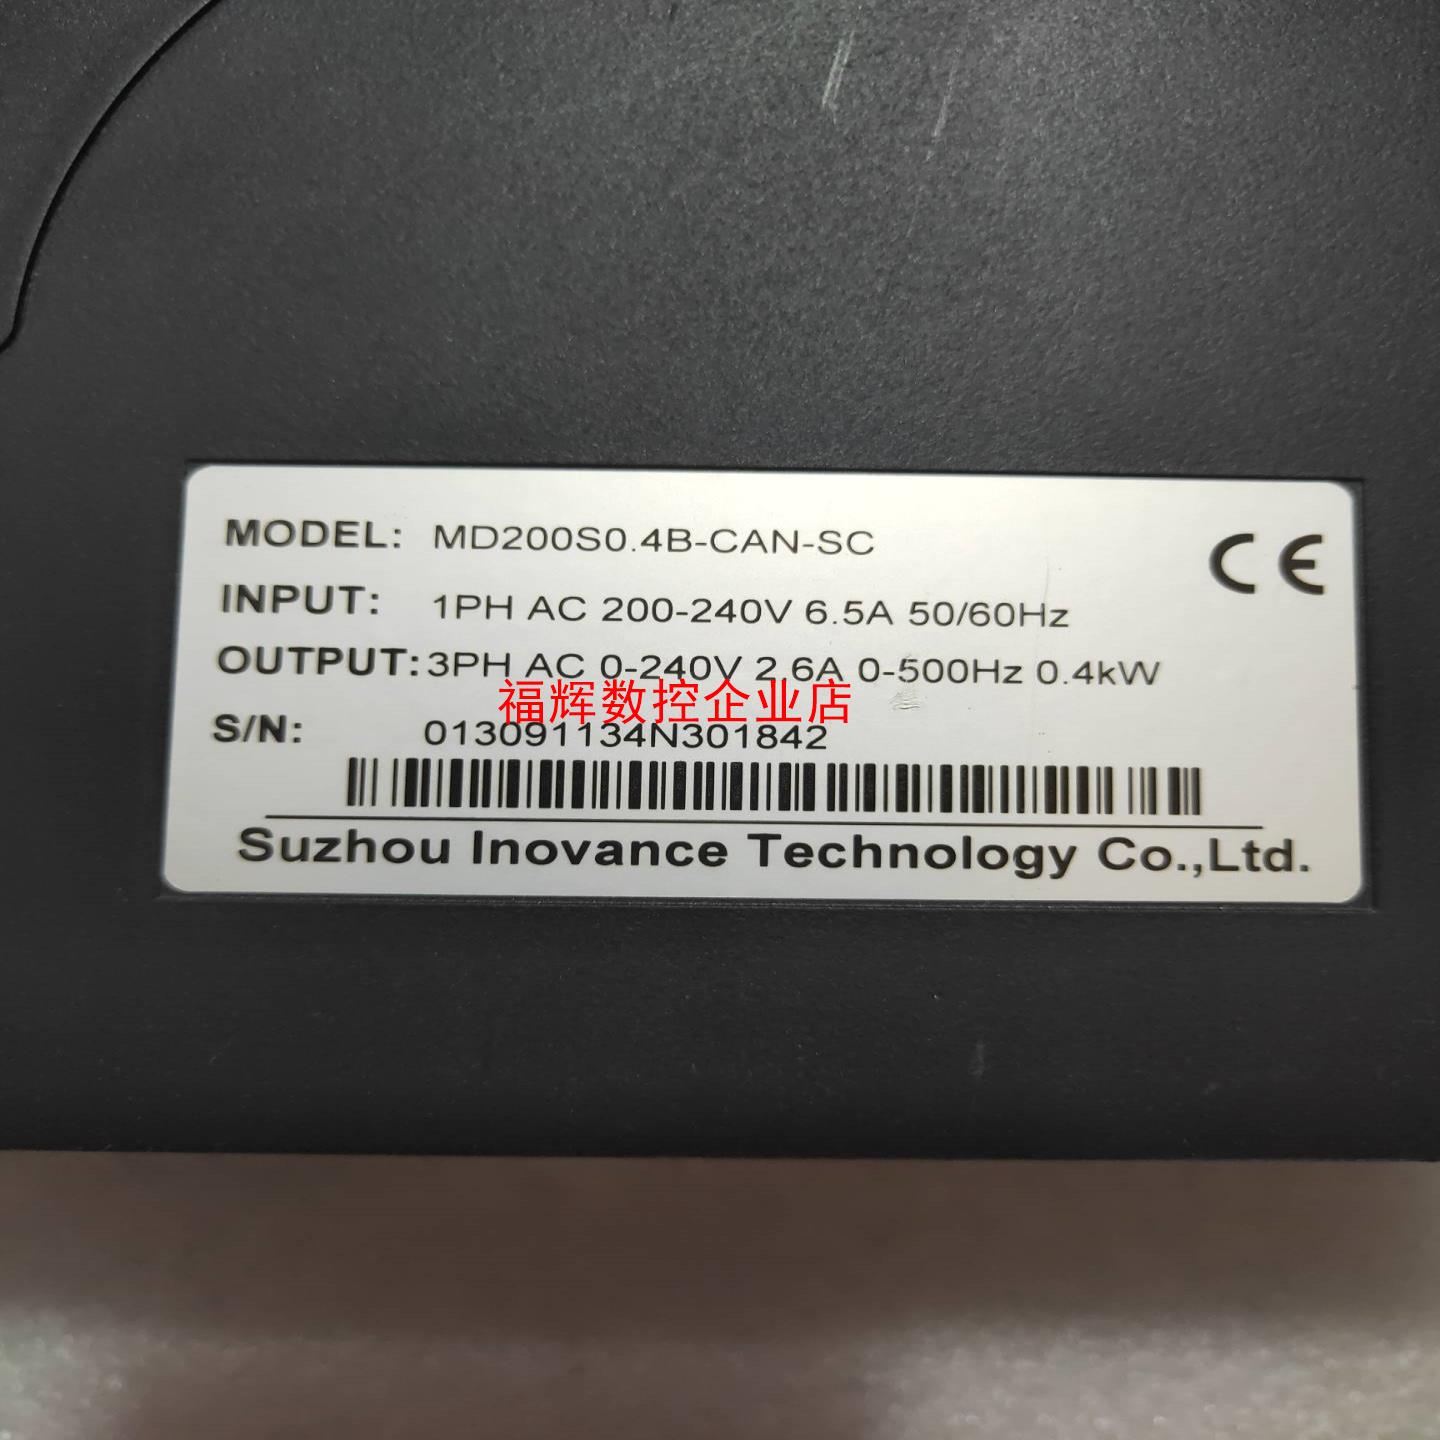 MODEL: MD200S0.4B-CAN-SC
CE
INPUT: 1PH AC 200-240V 6.5A 50/60Hz
OUTPUT: 3PH AC 0-240V 2.6A 0-500Hz 0.4kW
福辉数控企业店
S/N: 013091134N301842
Suzhou Inovance Technology Co.,Ltd.